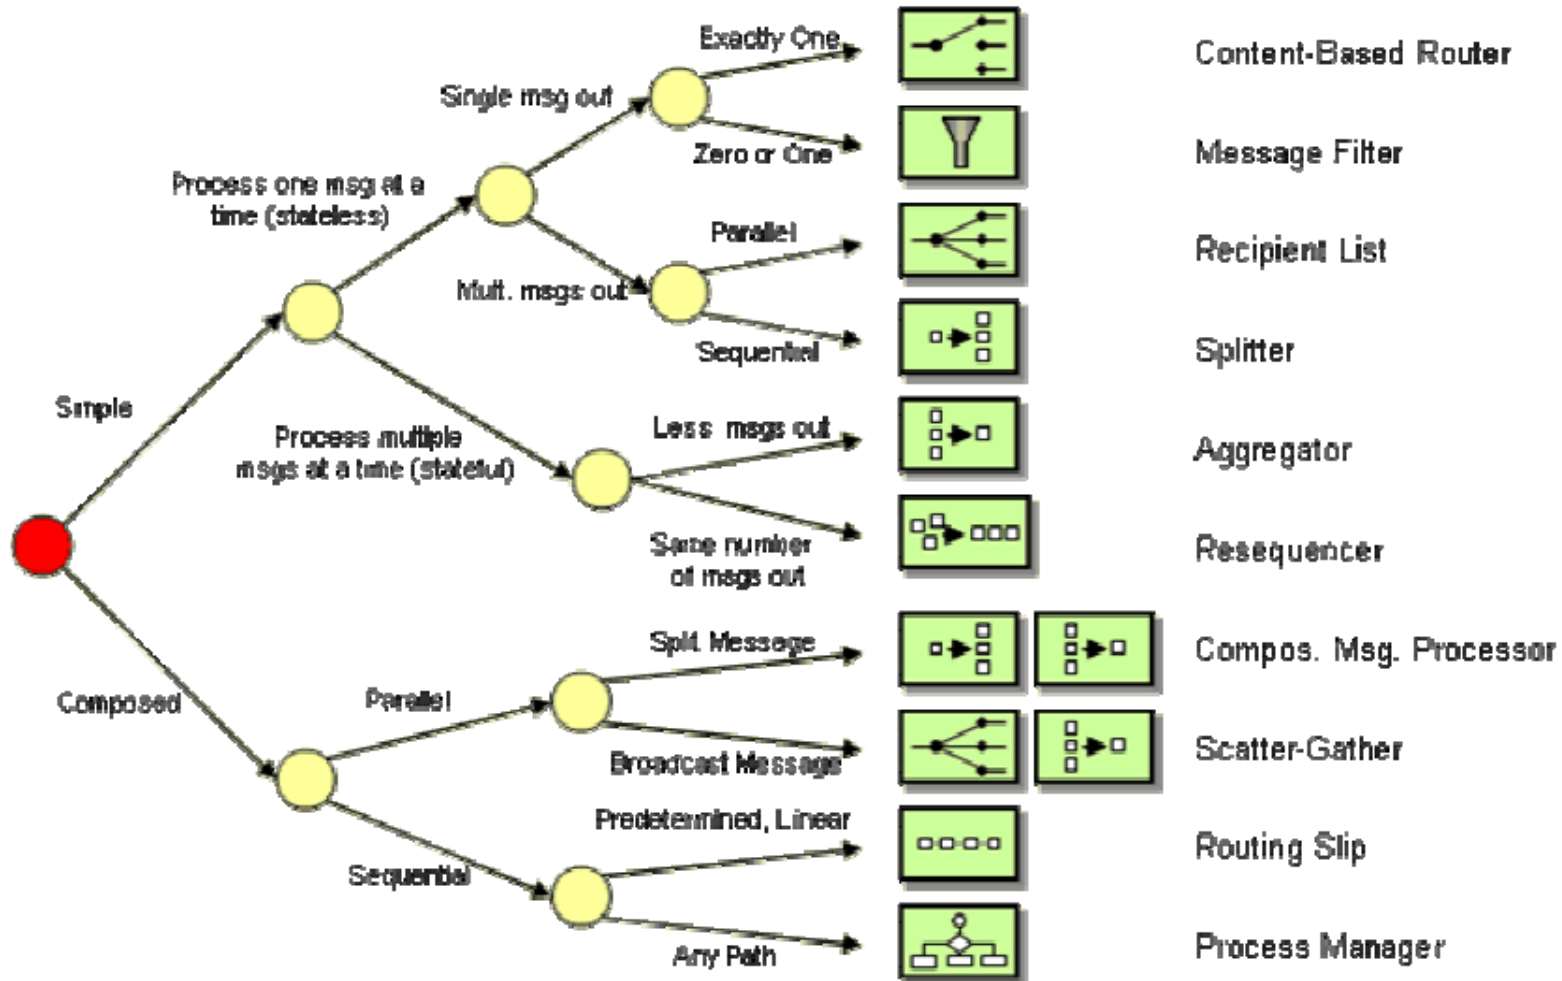 Exactly One
Content-Based Router
Single msg out
Zero or One
Message Filter
Process one msg at a
time (stateless)
Parallel
Recipient List
Mult. msgs out
Sequential
Splitter
Simple
Less msgs out
Aggregator
Process multiple
msgs at a time (stateful)
Same number
of msgs out
Resequencer
Split Message
Compos. Msg. Processor
Composed
Parallel
Broadcast Message
Scatter-Gather
Predetermined, Linear
Routing Slip
Sequential
Any Path
Process Manager